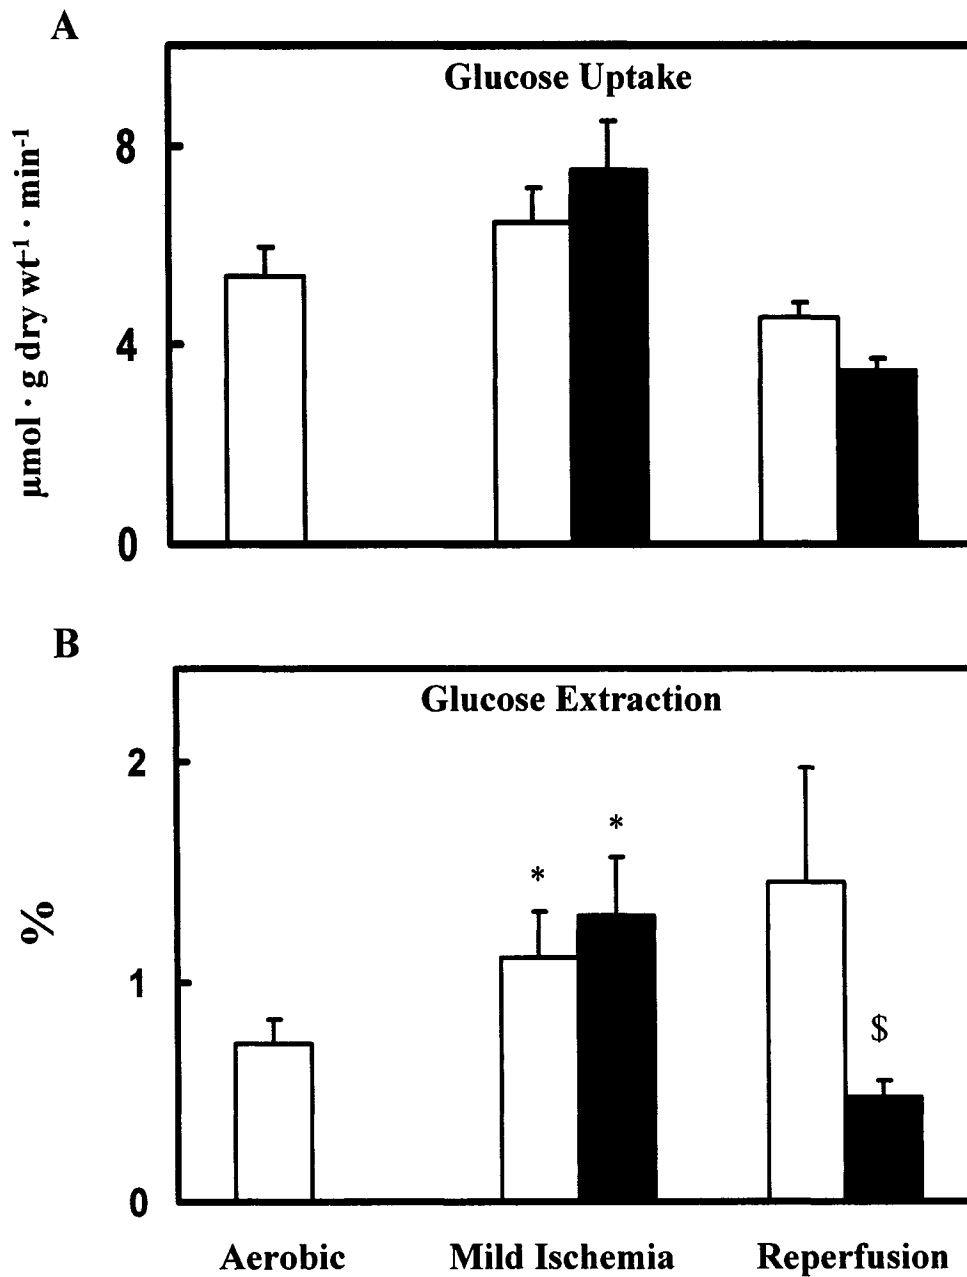 A
Glucose Uptake
8
4
0
μmol · g dry wt⁻¹ · min⁻¹
B
Glucose Extraction
2
*
*
%
1
$
0
Aerobic Mild Ischemia Reperfusion